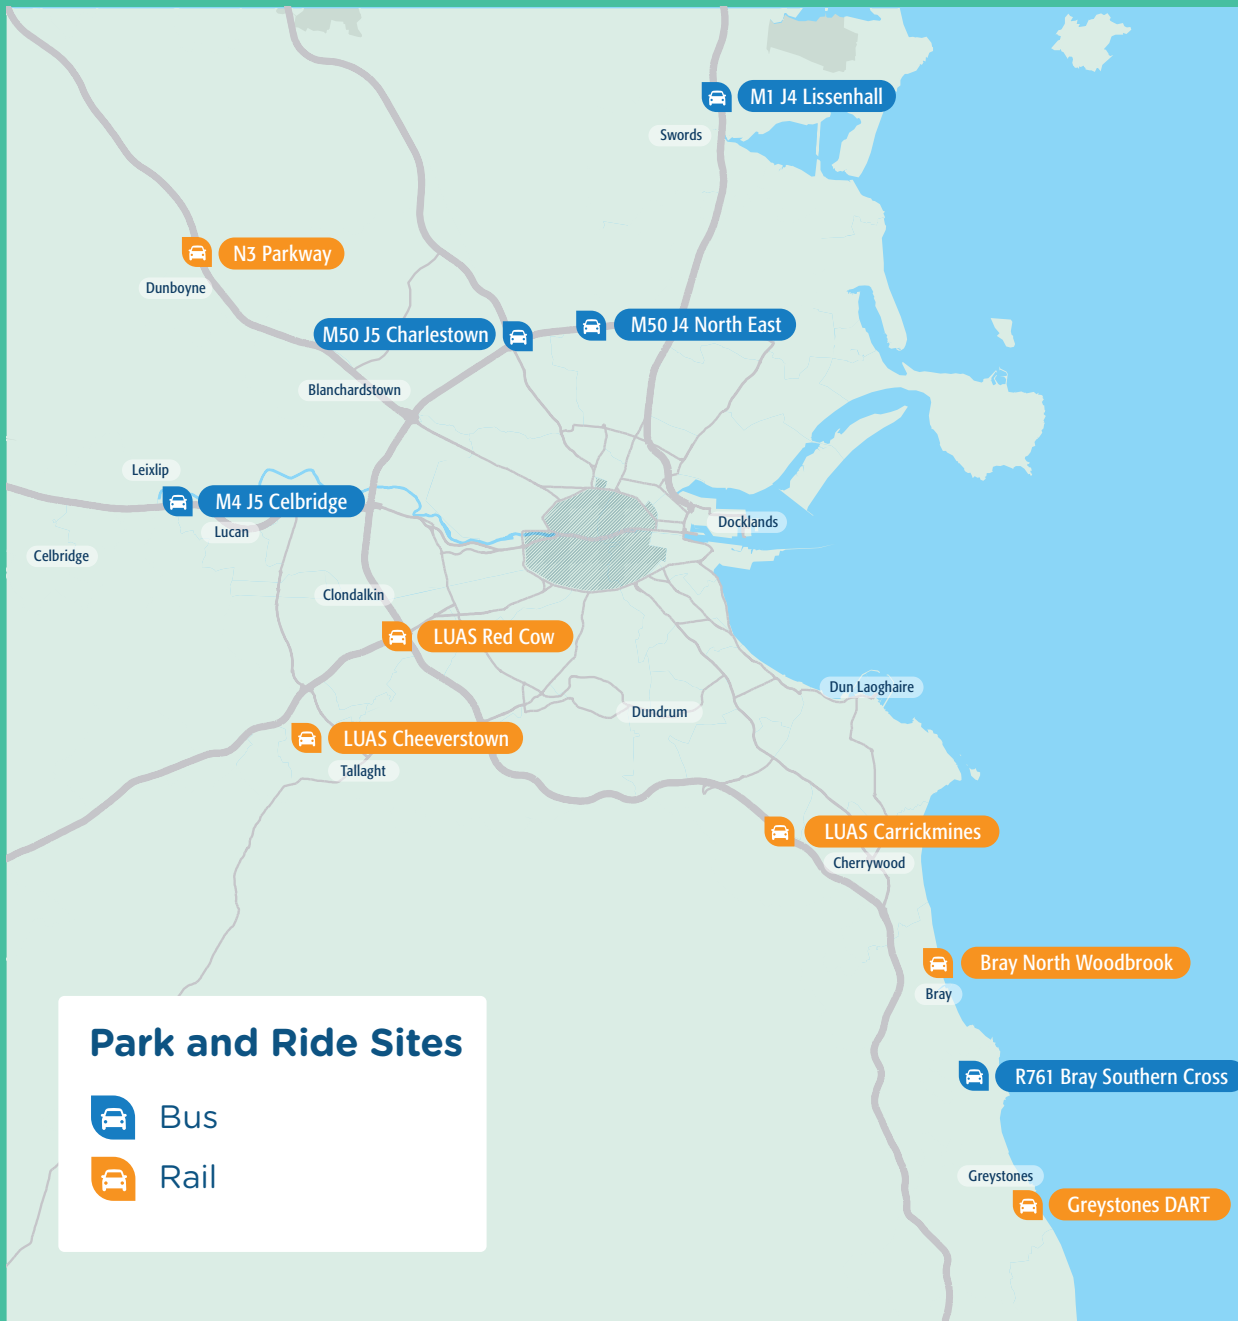 M1 J4 Lissenhall
Swords
N3 Parkway
Dunboyne
M50 J4 North East
M50 J5 Charlestown
Blanchardstown
Leixlip
M4 J5 Celbridge
Docklands
Lucan
Celbridge
Clondalkin
LUAS Red Cow
Dun Laoghaire
Dundrum
LUAS Cheeverstown
Tallaght
LUAS Carrickmines
Cherrywood
Bray North Woodbrook
Bray
Park and Ride Sites
Bus
Rail
R761 Bray Southern Cross
Greystones
Greystones DART